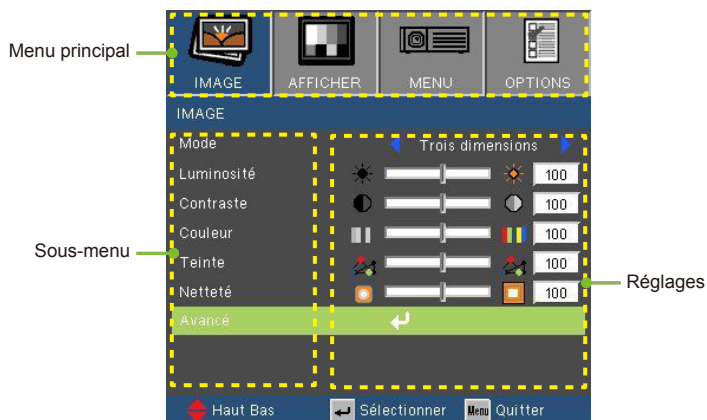 Menu principal
IMAGE AFFICHER MENU OPTIONS
IMAGE
Mode Trois dimensions
Luminosité 100
Contraste 100
Couleur 100
Sous-menu
Teinte 100
Réglages
Netteté 100
Avancé
Haut Bas Sélectionner Menu Quitter